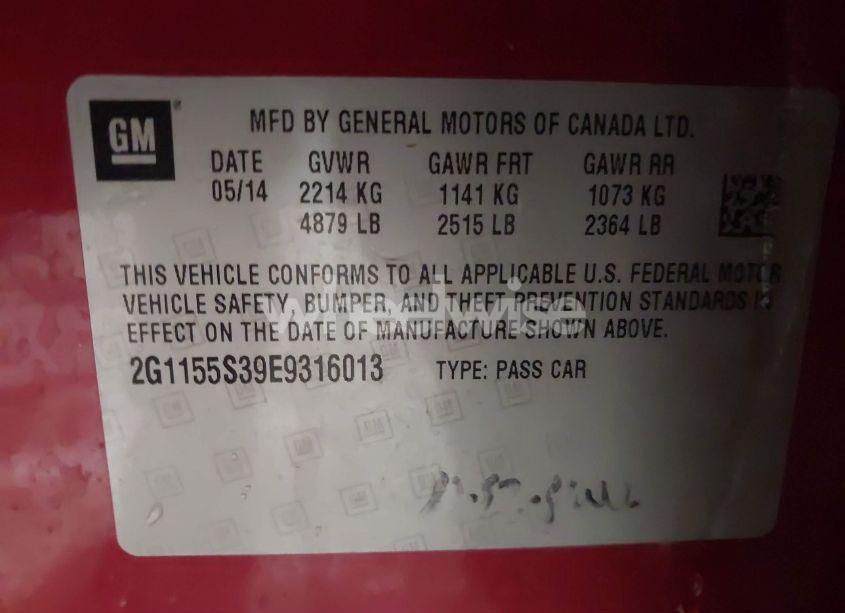 GM
MFD BY GENERAL MOTORS OF CANADA LTD.
DATE GVWR GAWR FRT GAWR RR
05/14 2214 KG 1141 KG 1073 KG
4879 LB 2515 LB 2364 LB
THIS VEHICLE CONFORMS TO ALL APPLICABLE U.S. FEDERAL MOTOR
VEHICLE SAFETY, BUMPER, AND THEFT PREVENTION STANDARDS IN
EFFECT ON THE DATE OF MANUFACTURE SHOWN ABOVE.
2G1155S39E9316013 TYPE: PASS CAR